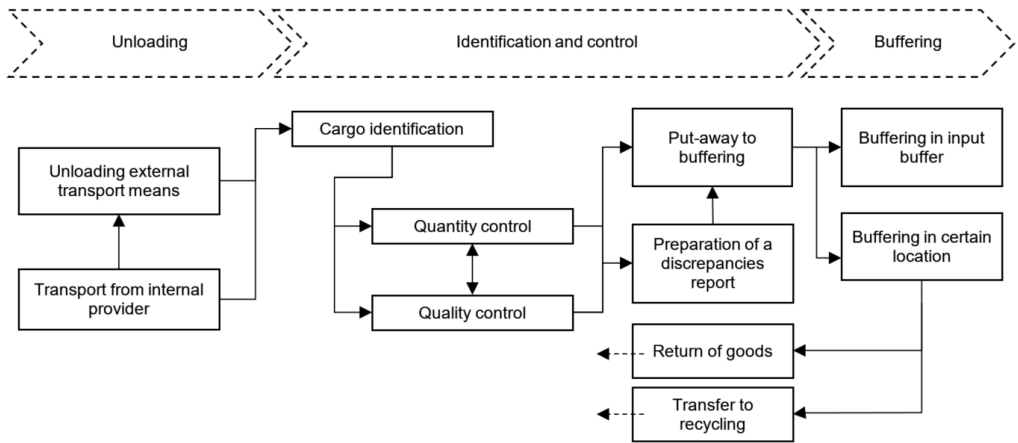 Unloading
Identification and control
Buffering
Cargo identification
Unloading external
transport means
Transport from internal
provider
Quantity control
Quality control
Put-away to
buffering
Preparation of a
discrepancies
report
Return of goods
Transfer to
recycling
Buffering in input
buffer
Buffering in certain
location